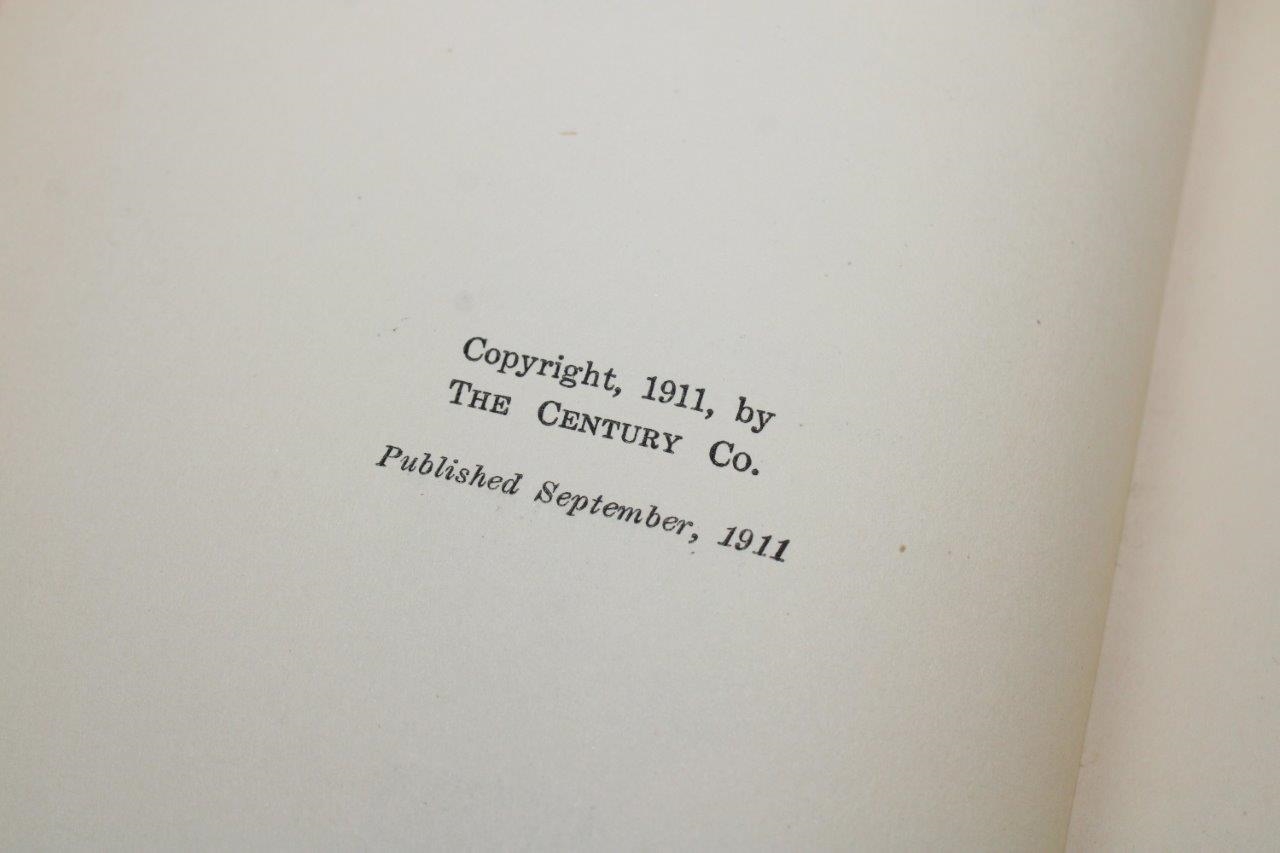 Copyright, 1911, by
THE CENTURY CO.
Published September, 1911